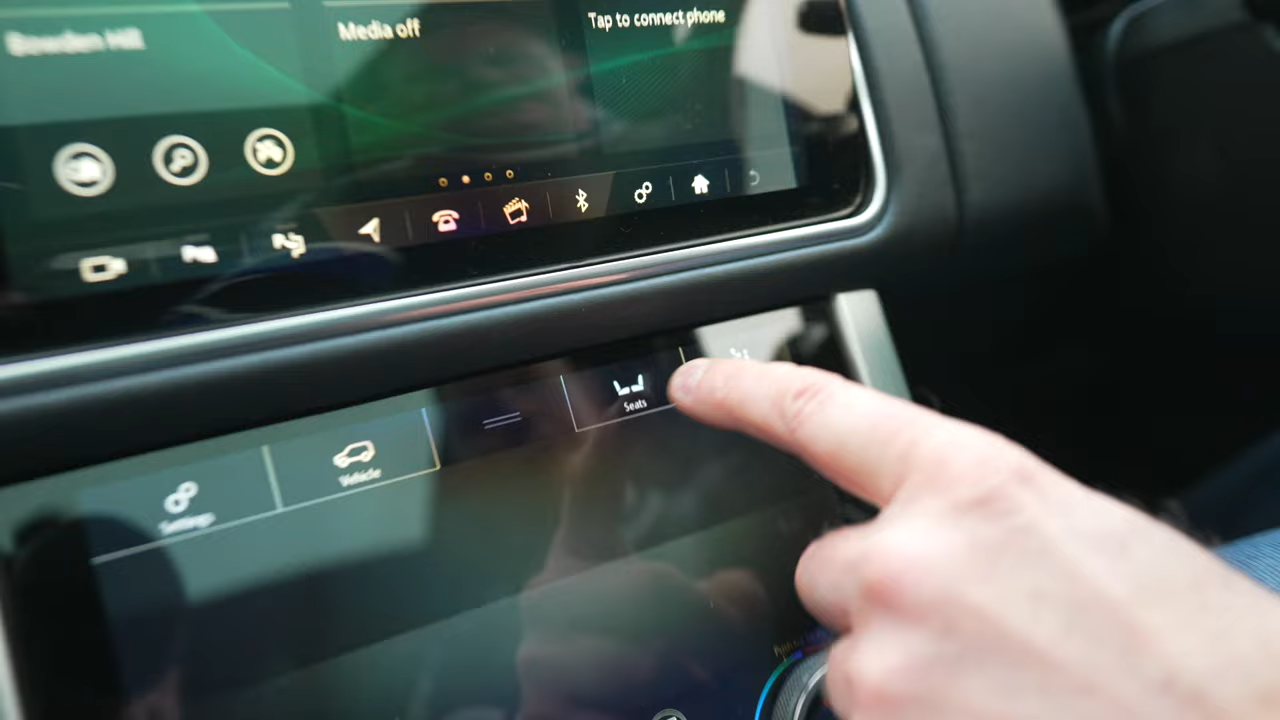 Bowden Hill
Media off
Tap to connect phone
Seats
Vehicle
Settings